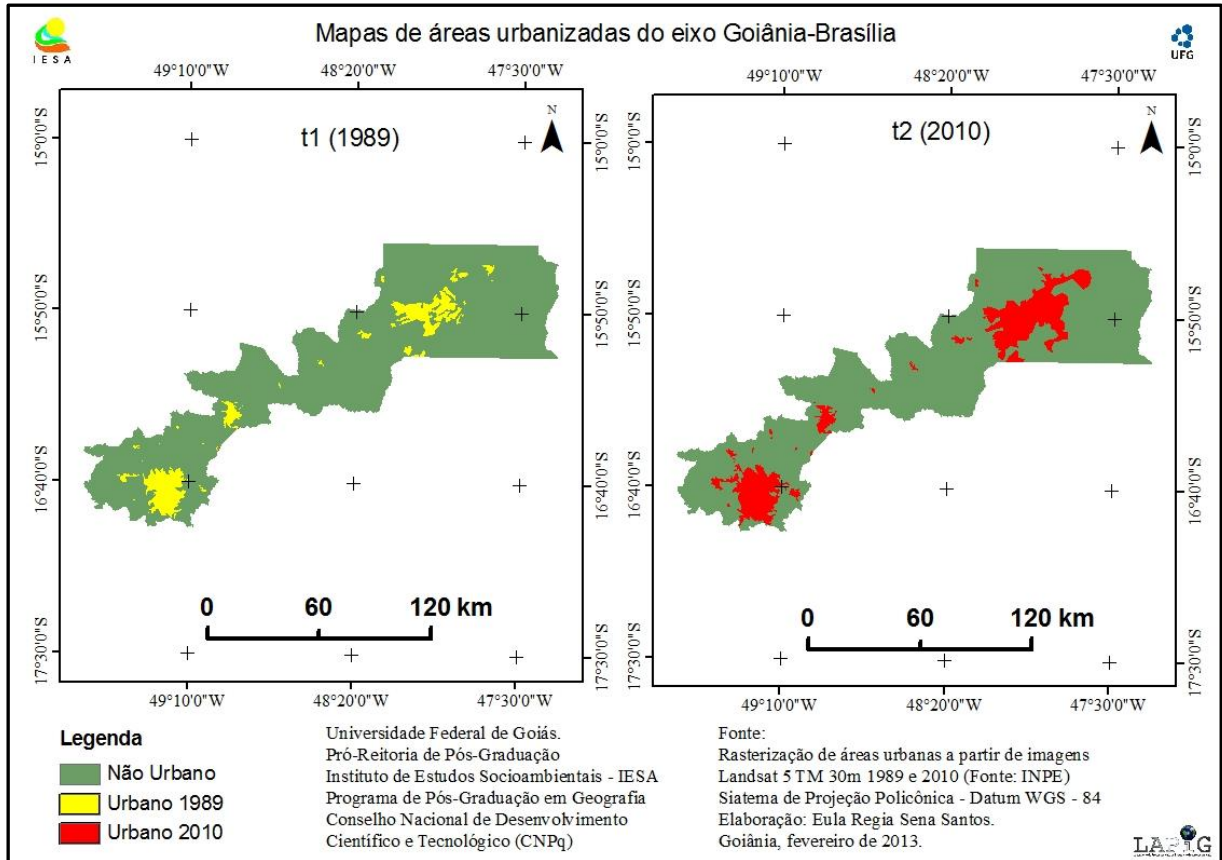 Mapas de áreas urbanizadas do eixo Goiânia-Brasília
IESA
UFG
49°10'0"W 48°20'0"W 47°30'0"W
t1 (1989)
N
15°0'0"S
15°50'0"S
16°40'0"S
17°30'0"S
15°0'0"S
15°50'0"S
16°40'0"S
17°30'0"S
0 60 120 km
49°10'0"W 48°20'0"W 47°30'0"W
49°10'0"W 48°20'0"W 47°30'0"W
t2 (2010)
N
15°0'0"S
15°50'0"S
16°40'0"S
17°30'0"S
15°0'0"S
15°50'0"S
16°40'0"S
17°30'0"S
0 60 120 km
49°10'0"W 48°20'0"W 47°30'0"W
Legenda
Não Urbano
Urbano 1989
Urbano 2010
Universidade Federal de Goiás.
Pró-Reitoria de Pós-Graduação
Instituto de Estudos Socioambientais - IESA
Programa de Pós-Graduação em Geografia
Conselho Nacional de Desenvolvimento
Científico e Tecnológico (CNPq)
Fonte:
Rasterização de áreas urbanas a partir de imagens
Landsat 5 TM 30m 1989 e 2010 (Fonte: INPE)
Siatema de Projeção Policônica - Datum WGS - 84
Elaboração: Eula Regia Sena Santos.
Goiânia, fevereiro de 2013.
LAPIG